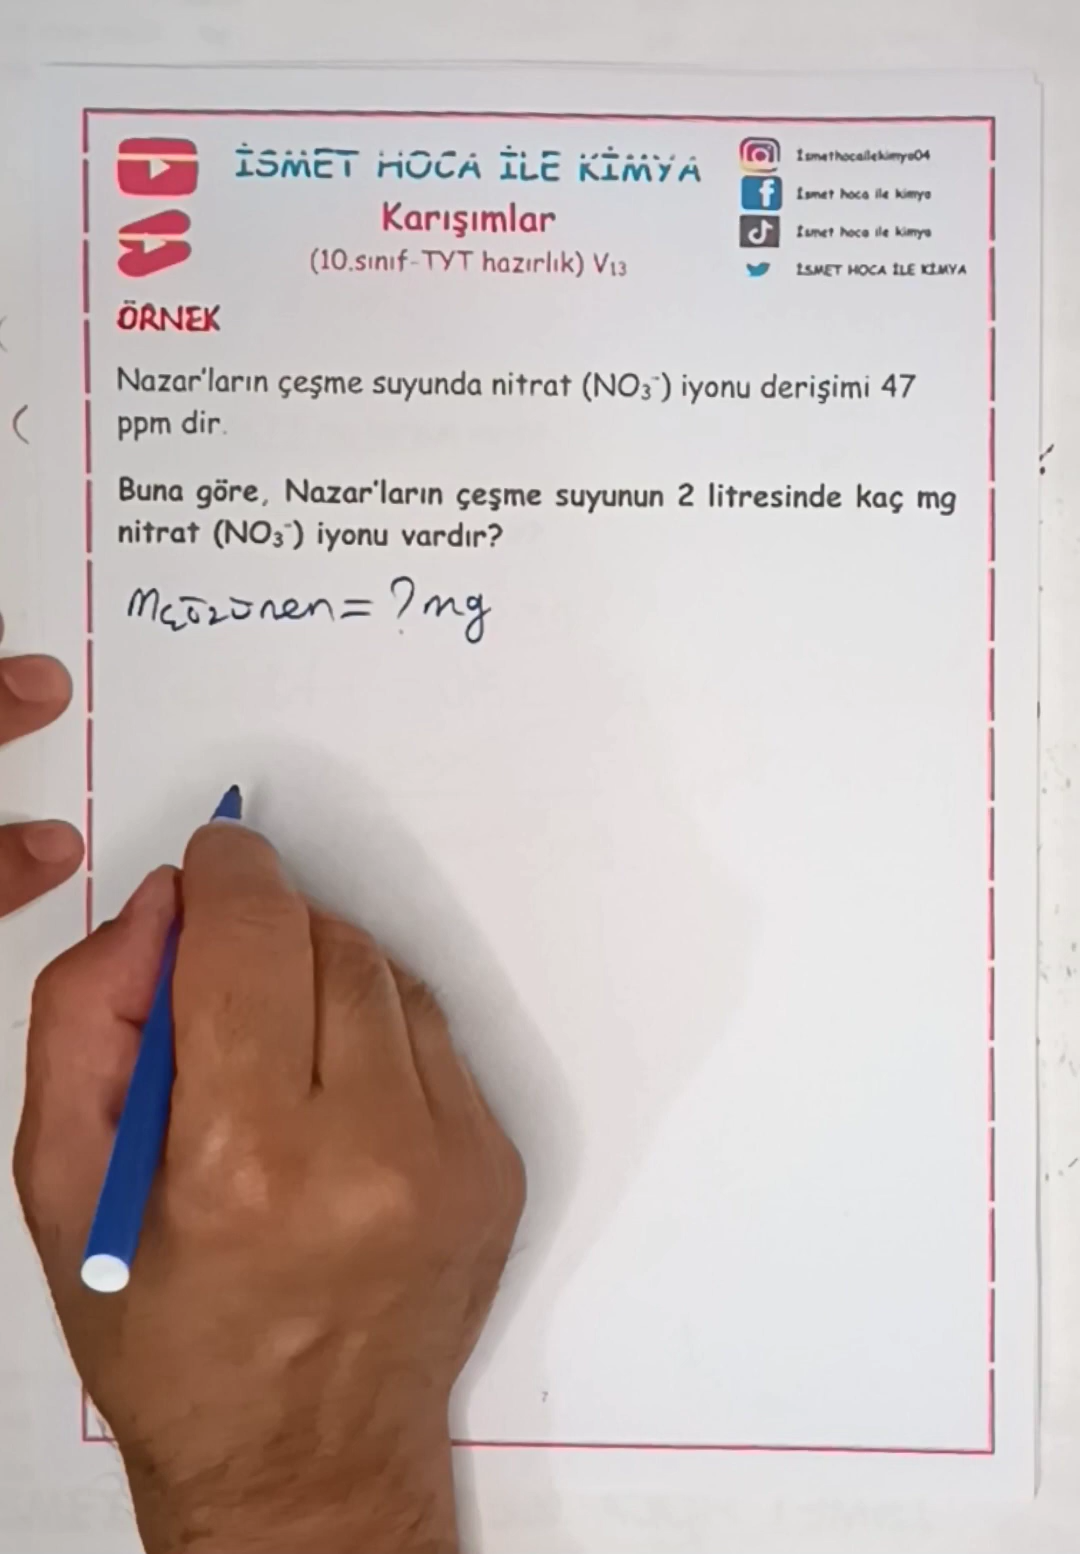 İSMET HOCA İLE KİMYA
Karışımlar
(10.sınıf-TYT hazırlık) V13
İsmethocailekimya04
İsmet hoca ile kimya
İsmet hoca ile kimya
İSMET HOCA İLE KİMYA
ÖRNEK
Nazar'ların çeşme suyunda nitrat (NO₃⁻) iyonu derişimi 47
ppm dir.
Buna göre, Nazar'ların çeşme suyunun 2 litresinde kaç mg
nitrat (NO₃⁻) iyonu vardır?
mçözünen = ? mg